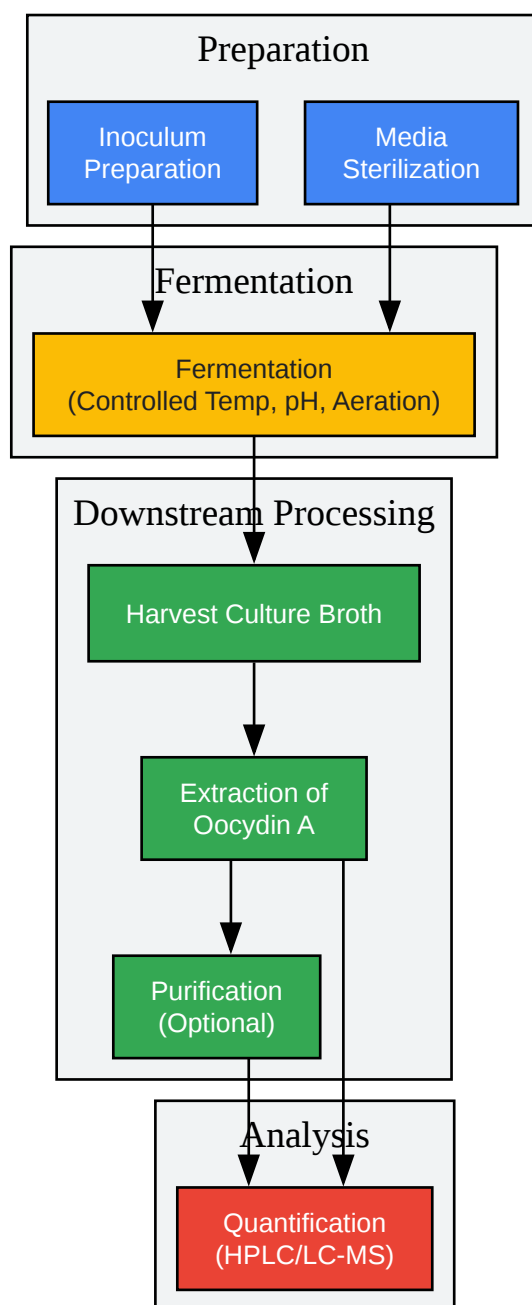 Preparation
Inoculum
Preparation
Media
Sterilization
Fermentation
Fermentation
(Controlled Temp, pH, Aeration)
Downstream Processing
Harvest Culture Broth
Extraction of
Oocydin A
Purification
(Optional)
Analysis
Quantification
(HPLC/LC-MS)